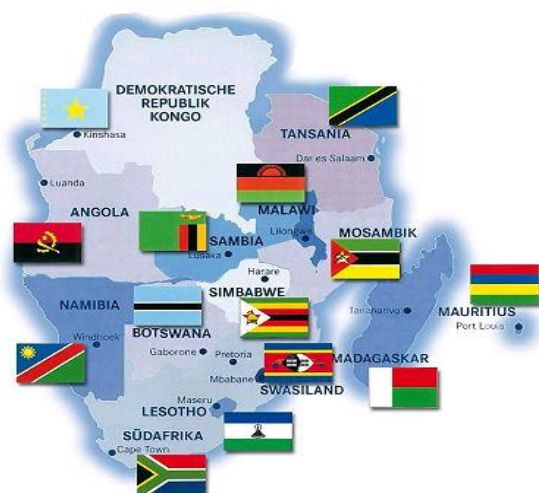 DEMOKRATISCHE
REPUBLIK
KONGO
Kinshasa
TANSANIA
Dar es Salaam
Luanda
ANGOLA
MALAWI
Lilongwe
SAMBIA
Lusaka
MOSAMBIK
Harare
SIMBABWE
NAMIBIA
Windhoek
BOTSWANA
Gaborone
Pretoria
Tananarivo
MAURITIUS
Port Louis
MADAGASKAR
Mbabane
SWASILAND
Maseru
LESOTHO
SÜDAFRIKA
Cape Town